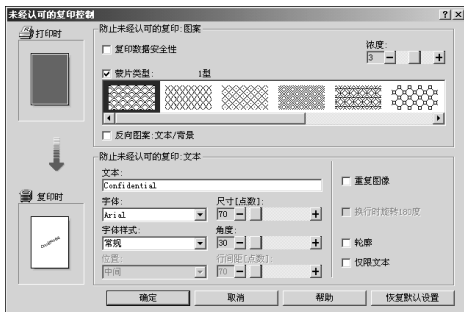 未经认可的复印控制
打印时
复印时
防止未经认可的复印:图案
复印数据安全性
浓度:
3
蒙片类型: 1型
反向图案:文本/背景
防止未经认可的复印:文本
文本:
Confidential
字体:
Arial
尺寸[点数]:
70
字体样式:
常规
角度:
30
位置:
中间
行间距[点数]:
70
重复图像
换行时旋转180度
轮廓
仅限文本
确定
取消
帮助
恢复默认设置